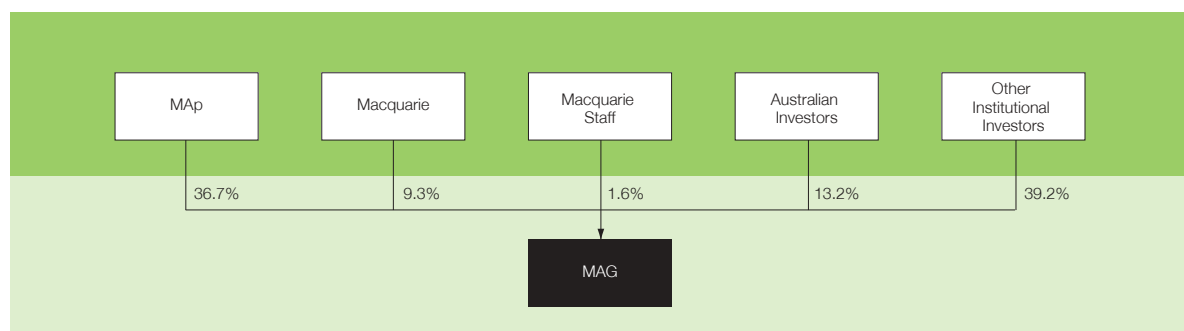 MAp
Macquarie
Macquarie
Staff
Australian
Investors
Other
Institutional
Investors
36.7%
9.3%
1.6%
13.2%
39.2%
MAG